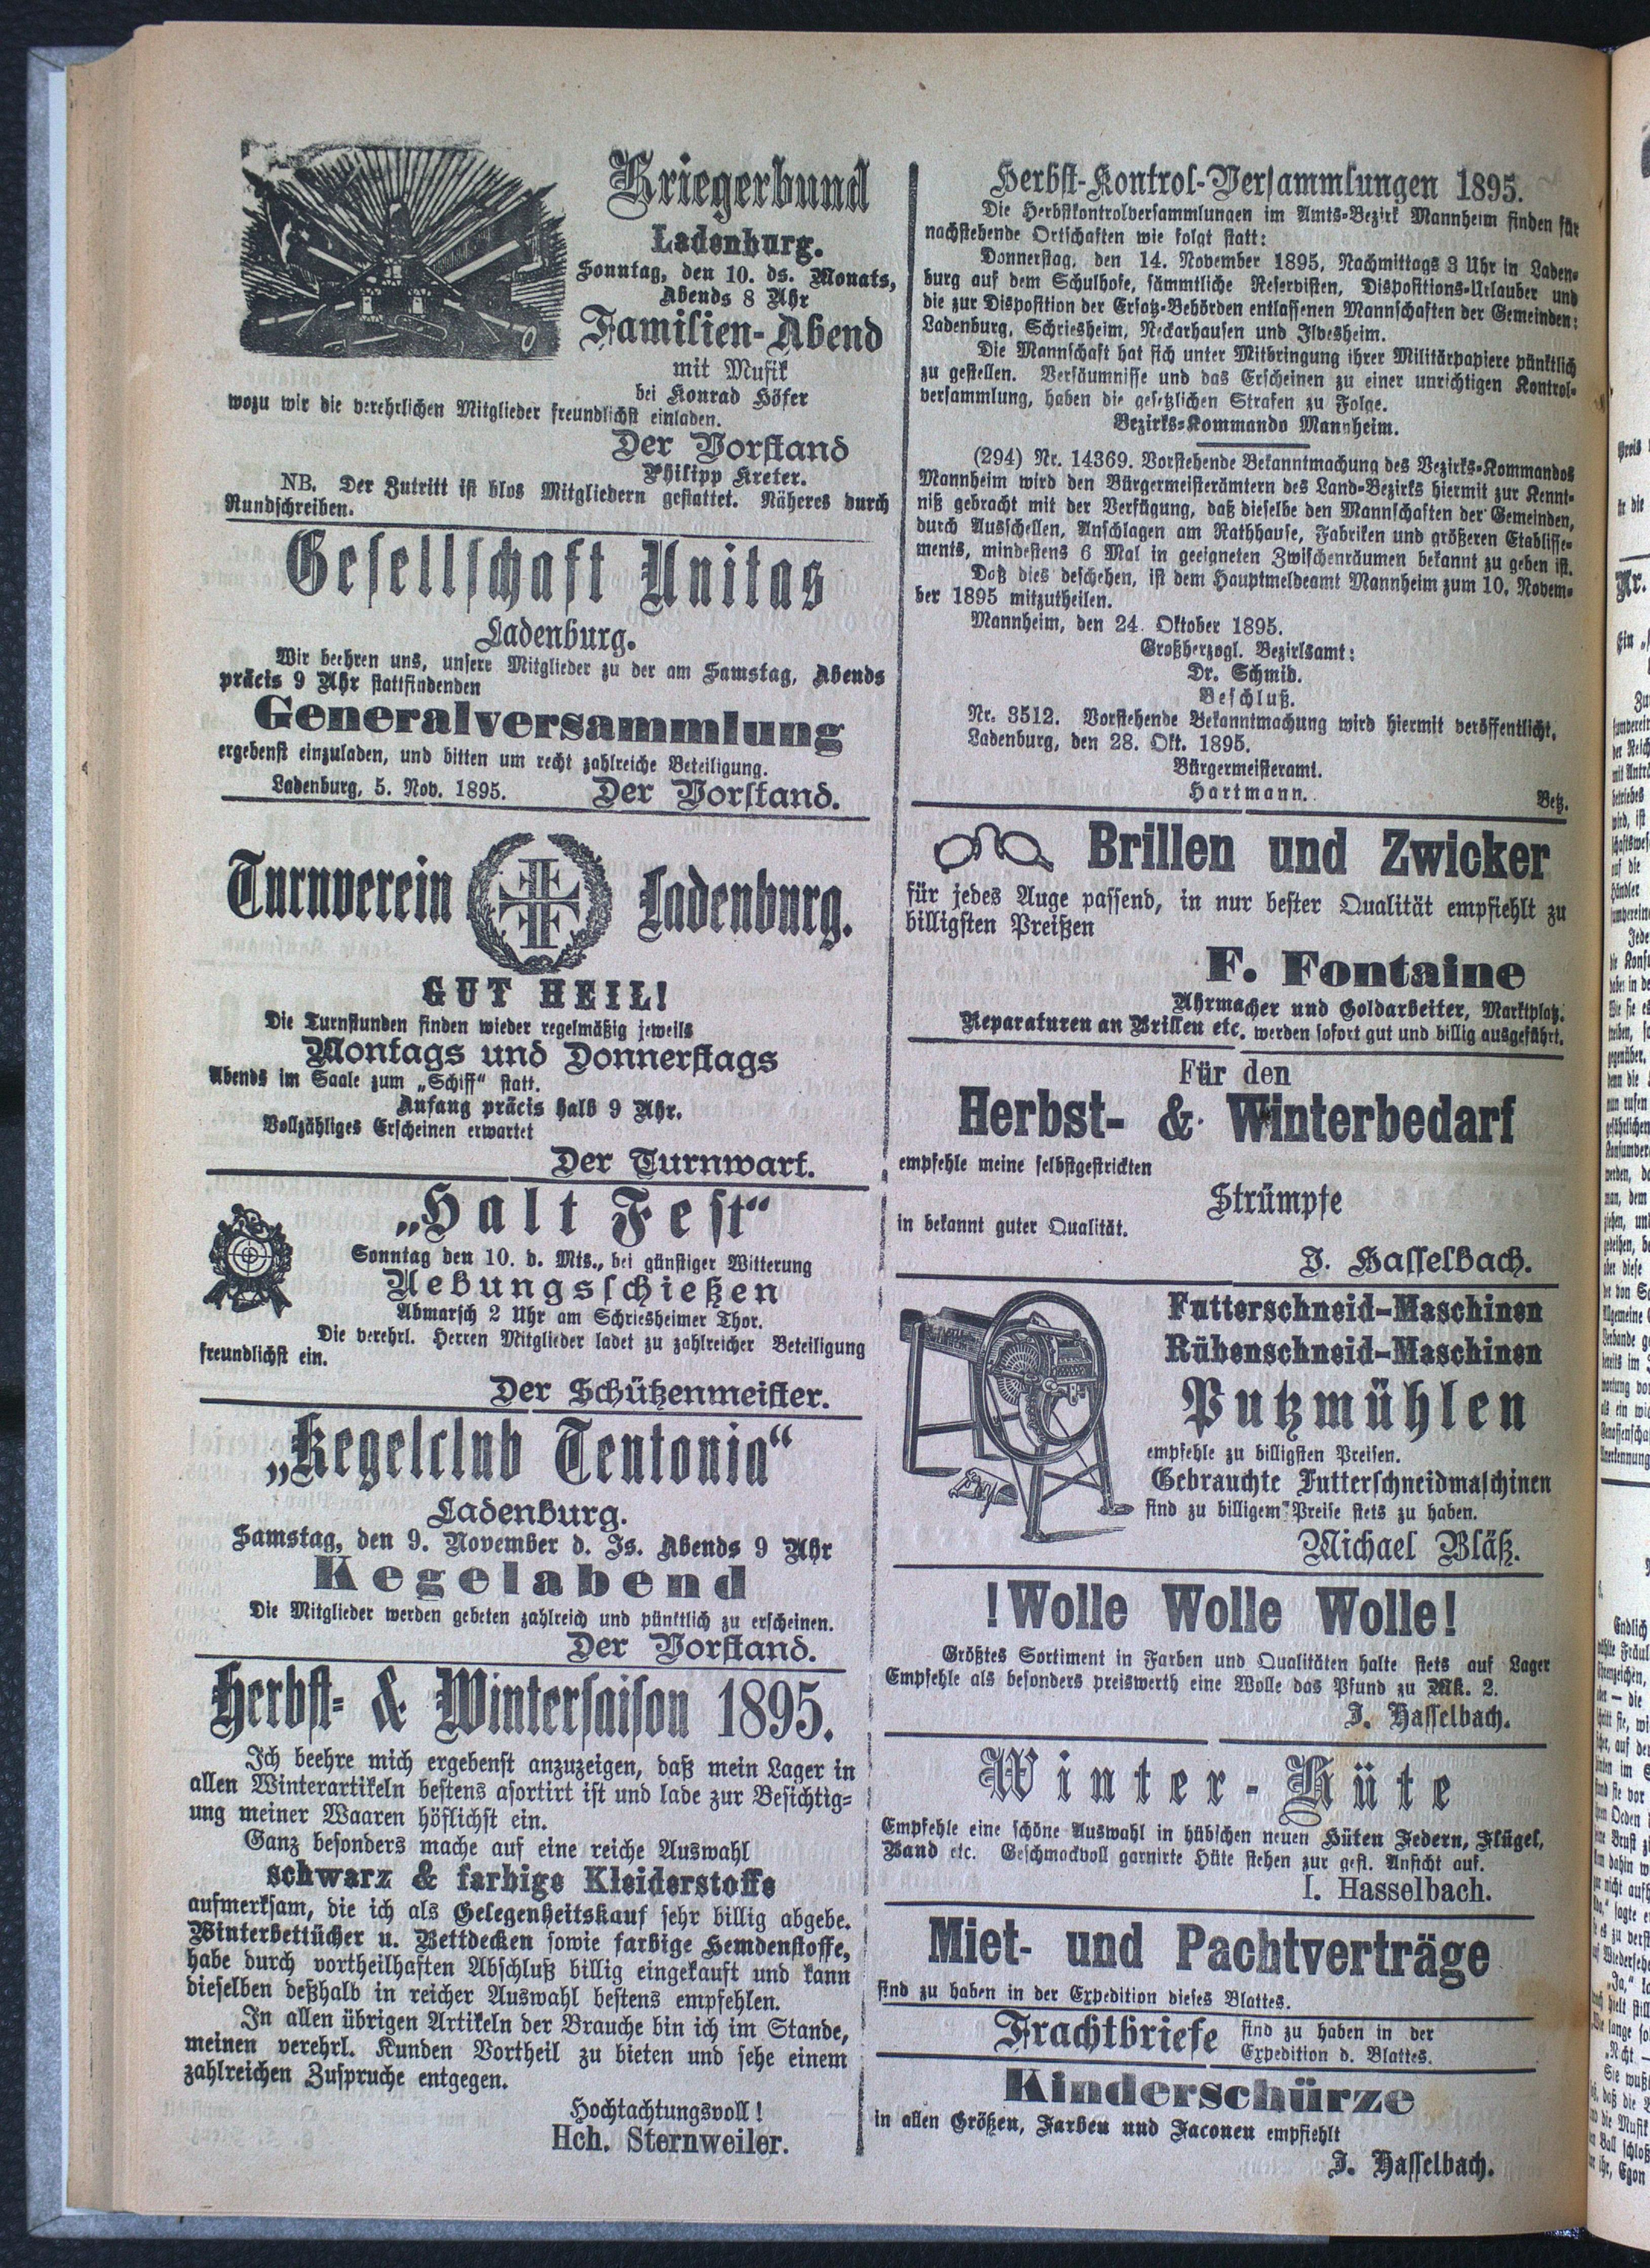 Kriegerbund
Ladenburg.
Sonntag, den 10. ds. Monats,
Abends 8 Uhr
Familien-Abend
mit Musik
bei Konrad Höfer
wozu wir die verehrlichen Mitglieder freundlichst einladen.
Der Vorstand
Philipp Kreter.
NB. Der Zutritt ist blos Mitgliedern gestattet. Näheres durch
Rundschreiben.
Gesellschaft Unitas
Ladenburg.
Wir beehren uns, unsere Mitglieder zu der am Samstag, Abends
präcis 9 Uhr stattfindenden
Generalversammlung
ergebenst einzuladen, und bitten um recht zahlreiche Beteiligung.
Ladenburg, 5. Nov. 1895. Der Vorstand.
Turnverein Ladenburg.
GUT HEIL!
Die Turnstunden finden wieder regelmäßig jeweils
Montags und Donnerstags
Abends im Saale zum „Schiff“ statt.
Anfang präcis halb 9 Uhr.
Vollzähliges Erscheinen erwartet
Der Turnwart.
„Halt Fest“
Sonntag den 10. d. Mts., bei günstiger Witterung
Uebungsschießen
Abmarsch 2 Uhr am Schriesheimer Thor.
Die verehrl. Herren Mitglieder ladet zu zahlreicher Beteiligung
freundlichst ein.
Der Schützenmeister.
„Kegelclub Teutonia“
Ladenburg.
Samstag, den 9. November d. Js. Abends 9 Uhr
Kegelabend
Die Mitglieder werden gebeten zahlreich und pünktlich zu erscheinen.
Der Vorstand.
Herbst- & Wintersaison 1895.
Ich beehre mich ergebenst anzuzeigen, daß mein Lager in
allen Winterartikeln bestens asortirt ist und lade zur Besichtig-
ung meiner Waaren höflichst ein.
Ganz besonders mache auf eine reiche Auswahl
schwarz & farbige Kleiderstoffe
aufmerksam, die ich als Gelegenheitskauf sehr billig abgebe.
Winterbettücher u. Bettdecken sowie farbige Hemdenstoffe,
habe durch vortheilhaften Abschluß billig eingekauft und kann
dieselben deßhalb in reicher Auswahl bestens empfehlen.
In allen übrigen Artikeln der Brauche bin ich im Stande,
meinen verehrl. Kunden Vortheil zu bieten und sehe einem
zahlreichen Zuspruche entgegen.
Hochtachtungsvoll!
Hch. Sternweiler.
Herbst-Kontrol-Versammlungen 1895.
Die Herbstkontrolversammlungen im Amts-Bezirk Mannheim finden für
nachstehende Ortschaften wie folgt statt:
Donnerstag, den 14. November 1895, Nachmittags 3 Uhr in Laden-
burg auf dem Schulhofe, sämmtliche Reservisten, Dispositions-Urlauber und
die zur Disposition der Ersatz-Behörden entlassenen Mannschaften der Gemeinden:
Ladenburg, Schriesheim, Neckarhausen und Ilvesheim.
Die Mannschaft hat sich unter Mitbringung ihrer Militärpapiere pünktlich
zu gestellen. Versäumnisse und das Erscheinen zu einer unrichtigen Kontrol-
versammlung, haben die gesetzlichen Strafen zu Folge.
Bezirks-Kommando Mannheim.
(294) Nr. 14369. Vorstehende Bekanntmachung des Bezirks-Kommandos
Mannheim wird den Bürgermeisterämtern des Land-Bezirks hiermit zur Kennt-
niß gebracht mit der Verfügung, daß dieselbe den Mannschaften der Gemeinden,
durch Ausschellen, Anschlagen am Rathhause, Fabriken und größeren Etablisse-
ments, mindestens 6 Mal in geeigneten Zwischenräumen bekannt zu geben ist.
Daß dies deschehen, ist dem Hauptmeldeamt Mannheim zum 10. Novem-
ber 1895 mitzutheilen.
Mannheim, den 24. Oktober 1895.
Großherzogl. Bezirksamt:
Dr. Schmid.
Beschluß.
Nr. 3512. Vorstehende Bekanntmachung wird hiermit veröffentlicht.
Ladenburg, den 28. Okt. 1895.
Bürgermeisteramt.
Hartmann. Betz.
Brillen und Zwicker
für jedes Auge passend, in nur bester Qualität empfiehlt zu
billigsten Preißen
F. Fontaine
Uhrmacher und Goldarbeiter, Marktplatz.
Reparaturen an Brillen etc. werden sofort gut und billig ausgeführt.
Für den
Herbst- & Winterbedarf
empfehle meine selbstgestrickten
Strümpfe
in bekannt guter Qualität.
J. Hasselbach.
Futterschneid-Maschinen
Rübenschneid-Maschinen
Putzmühlen
empfehle zu billigsten Preisen.
Gebrauchte Futterschneidmaschinen
sind zu billigem Preise stets zu haben.
Michael Bläß.
! Wolle Wolle Wolle!
Größtes Sortiment in Farben und Qualitäten halte stets auf Lager
Empfehle als besonders preiswerth eine Wolle das Pfund zu Mk. 2.
J. Hasselbach.
Winter-Hüte
Empfehle eine schöne Auswahl in hübschen neuen Hüten Federn, Flügel,
Band etc. Geschmackvoll garnirte Hüte stehen zur gefl. Ansicht auf.
I. Hasselbach.
Miet- und Pachtverträge
sind zu haben in der Expedition dieses Blattes.
Frachtbriefe sind zu haben in der
Expedition d. Blattes.
Kinderschürze
in allen Größen, Farben und Faconen empfiehlt
J. Hasselbach.